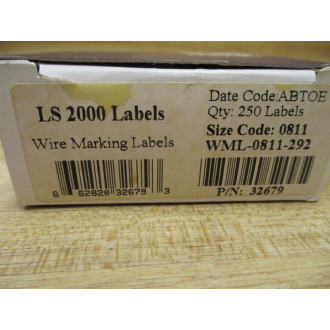 LS 2000 Labels
Wire Marking Labels
6 62820 32679 3
Date Code:ABTOE
Qty: 250 Labels
Size Code: 0811
WML-0811-292
P/N: 32679